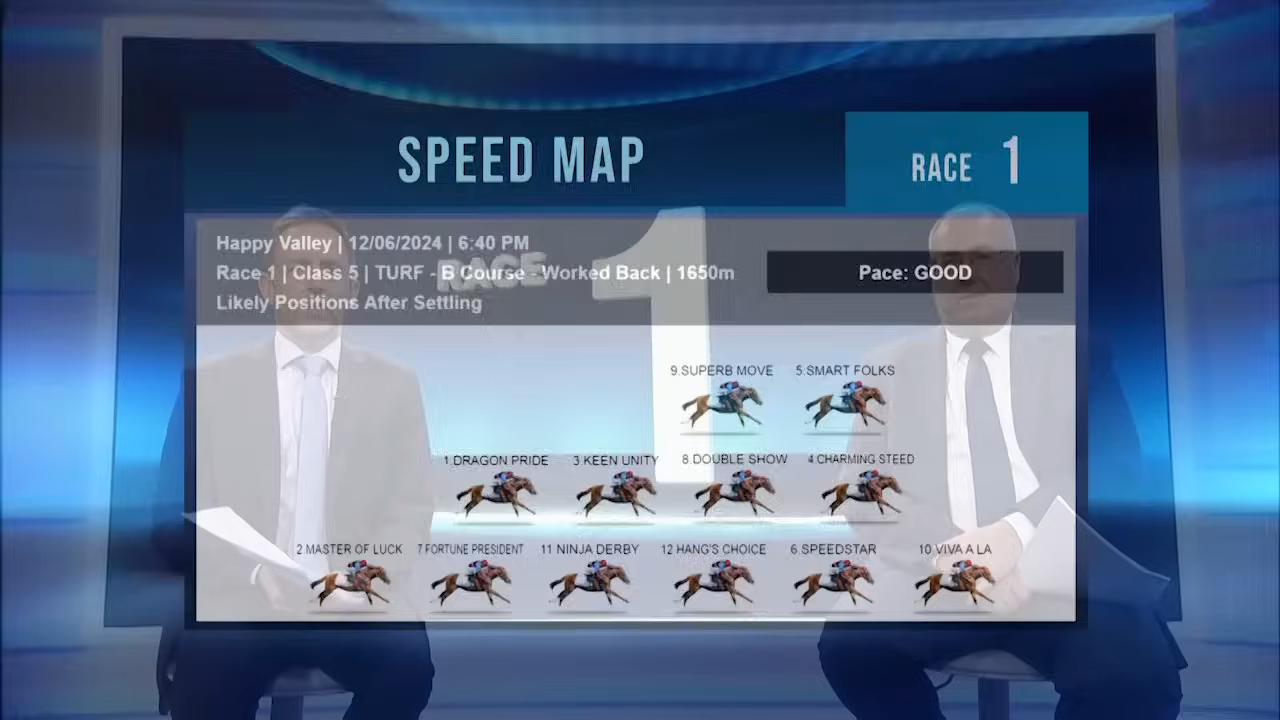 SPEED MAP
RACE 1
Happy Valley | 12/06/2024 | 6:40 PM
Race 1 | Class 5 | TURF - B Course - Worked Back | 1650m
Pace: GOOD
Likely Positions After Settling
RACE 1
9.SUPERB MOVE 5.SMART FOLKS
1.DRAGON PRIDE 3.KEEN UNITY 8.DOUBLE SHOW 4.CHARMING STEED
2.MASTER OF LUCK 7.FORTUNE PRESIDENT 11.NINJA DERBY 12.HANG'S CHOICE 6.SPEEDSTAR 10.VIVA A LA